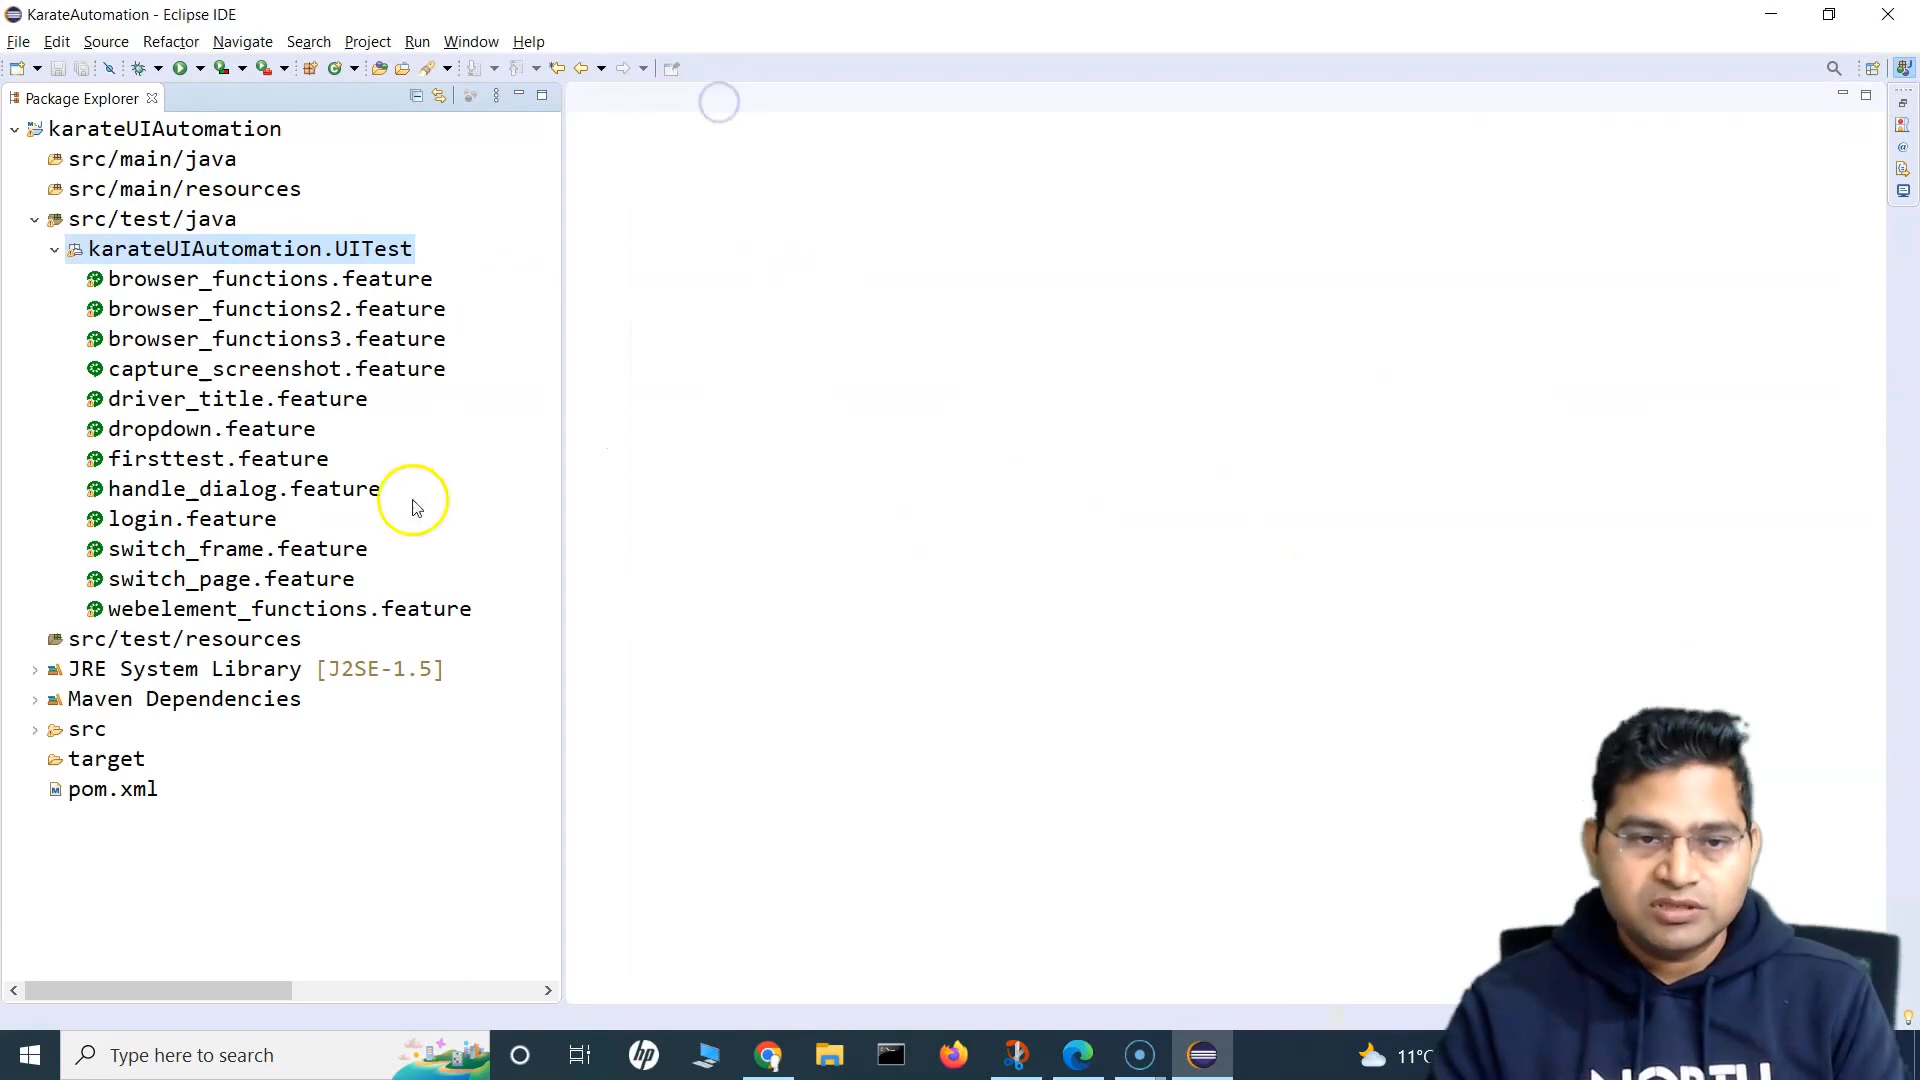 KarateAutomation - Eclipse IDE
File Edit Source Refactor Navigate Search Project Run Window Help
Package Explorer
karateUIAutomation
src/main/java
src/main/resources
src/test/java
karateUIAutomation.UITest
browser_functions.feature
browser_functions2.feature
browser_functions3.feature
capture_screenshot.feature
driver_title.feature
dropdown.feature
firsttest.feature
handle_dialog.feature
login.feature
switch_frame.feature
switch_page.feature
webelement_functions.feature
src/test/resources
JRE System Library [J2SE-1.5]
Maven Dependencies
src
target
pom.xml
Type here to search
hp
11°C